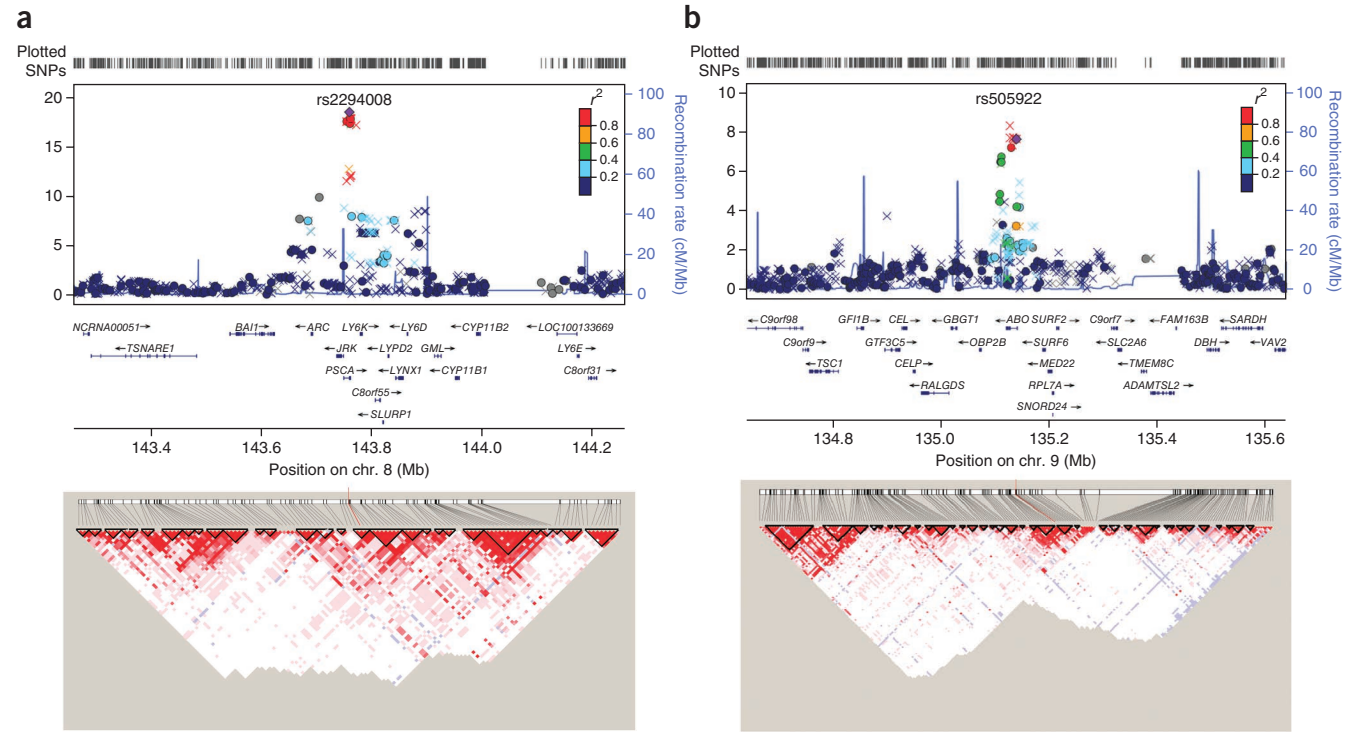 a
Plotted SNPs
rs2294008
r2
0.8
0.6
0.4
0.2
20
15
10
5
0
100
80
60
40
20
0
Recombination rate (cM/Mb)
NCRNA00051→
BAI1→
←ARC
LY6K→
←LY6D
←CYP11B2
←LOC100133669
←TSNARE1
←JRK
←LYPD2
GML→
LY6E→
PSCA→
←LYNX1
←CYP11B1
C8orf31→
C8orf55→
←SLURP1
143.4
143.6
143.8
144.0
144.2
Position on chr. 8 (Mb)
b
Plotted SNPs
rs505922
r2
0.8
0.6
0.4
0.2
10
8
6
4
2
0
100
80
60
40
20
0
Recombination rate (cM/Mb)
←C9orf98
GFI1B→
CEL→
←GBGT1
←ABO
SURF2→
C9orf7→
←FAM163B
←SARDH
C9orf9→
GTF3C5→
←OBP2B
←SURF6
←SLC2A6
DBH→
←VAV2
←TSC1
CELP→
←MED22
←TMEM8C
←RALGDS
RPL7A→
ADAMTSL2→
SNORD24→
134.8
135.0
135.2
135.4
135.6
Position on chr. 9 (Mb)